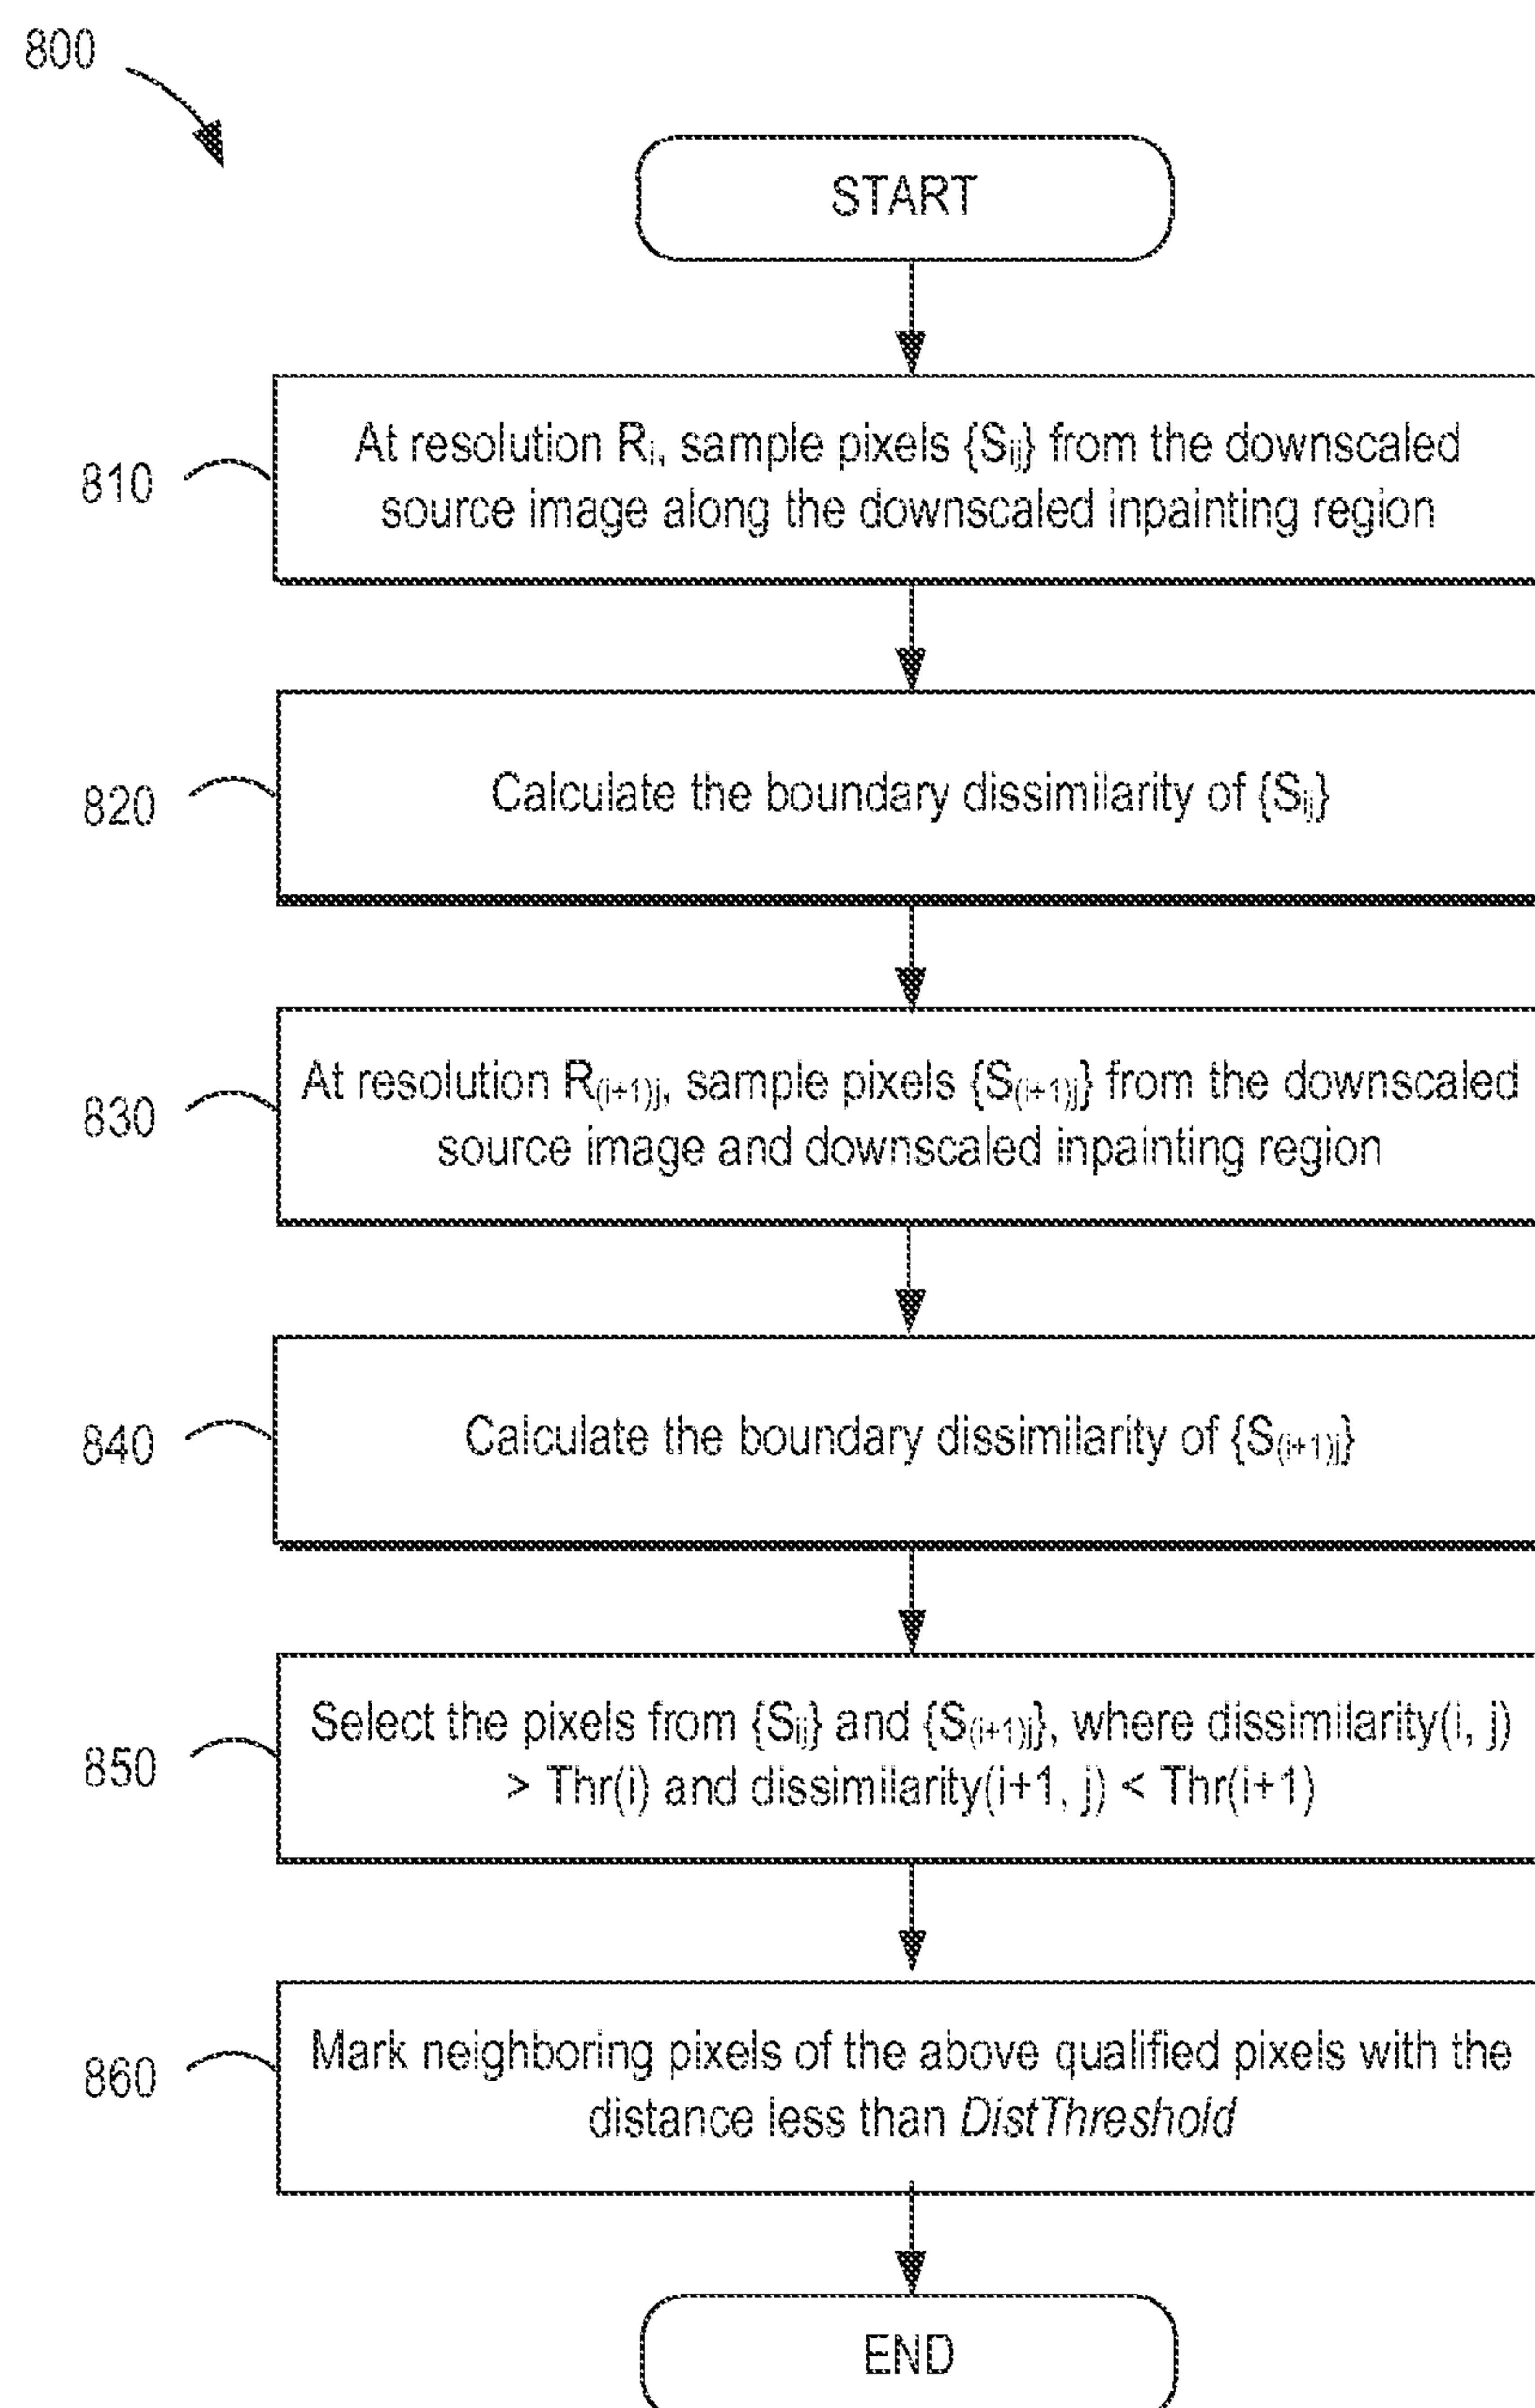 800
START
810
At resolution Rᵢ, sample pixels {Sᵢⱼ} from the downscaled
source image along the downscaled inpainting region
820
Calculate the boundary dissimilarity of {Sᵢⱼ}
830
At resolution R₍ᵢ₊₁₎ⱼ, sample pixels {S₍ᵢ₊₁₎ⱼ} from the downscaled
source image and downscaled inpainting region
840
Calculate the boundary dissimilarity of {S₍ᵢ₊₁₎ⱼ}
850
Select the pixels from {Sᵢⱼ} and {S₍ᵢ₊₁₎ⱼ}, where dissimilarity(i, j)
> Thr(i) and dissimilarity(i+1, j) < Thr(i+1)
860
Mark neighboring pixels of the above qualified pixels with the
distance less than DistThreshold
END